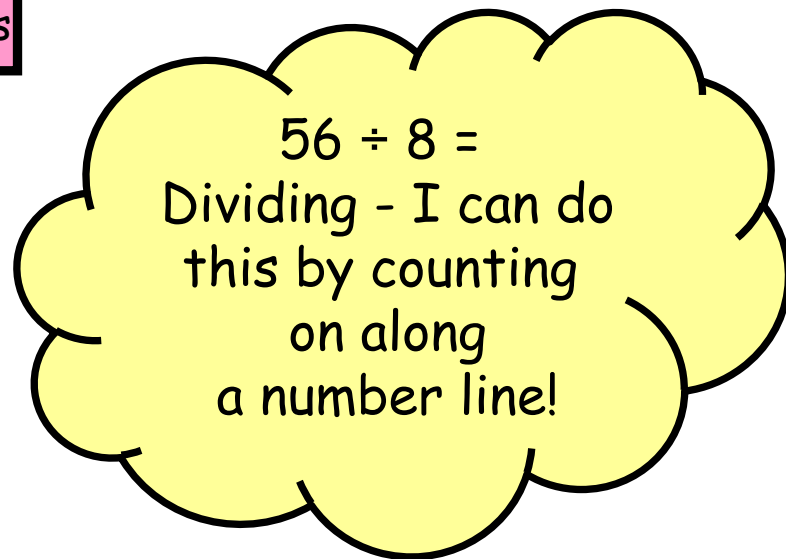 s
56 ÷ 8 =
Dividing - I can do
this by counting
on along
a number line!